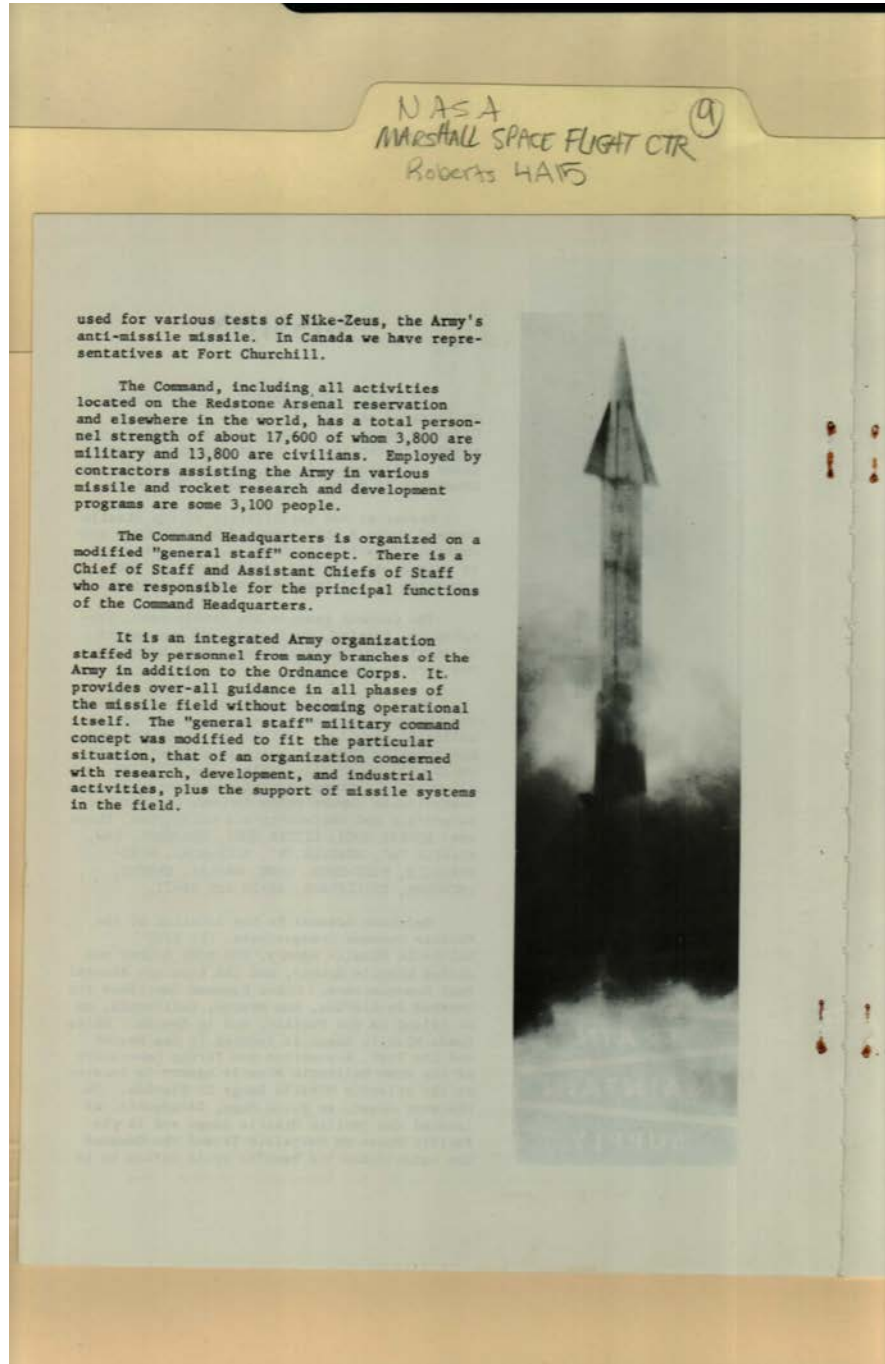 NASA
9
MARSHALL SPACE FLIGHT CTR
Roberts
used for various tests of Nike-Zeus, the Army's
anti-missile missile. In Canada we have repre-
sentatives at Fort Churchill.
The Command, including all activities
located on the Redstone Arsenal reservation
and elsewhere in the world, has a total person-
nel strength of about 17,600 of whom 3,800 are
military and 13,800 are civilians. Employed by
contractors assisting the Army in various
missile and rocket research and development
programs are some 3,100 people.
The Command Headquarters is organized on a
modified "general staff" concept. There is a
Chief of Staff and Assistant Chiefs of Staff
who are responsible for the principal functions
of the Command Headquarters.
It is an integrated Army organization
staffed by personnel from many branches of the
Army in addition to the Ordnance Corps. It
provides over-all guidance in all phases of
the missile field without becoming operational
itself. The "general staff" military command
concept was modified to fit the particular
situation, that of an organization concerned
with research, development, and industrial
activities, plus the support of missile systems
in the field.